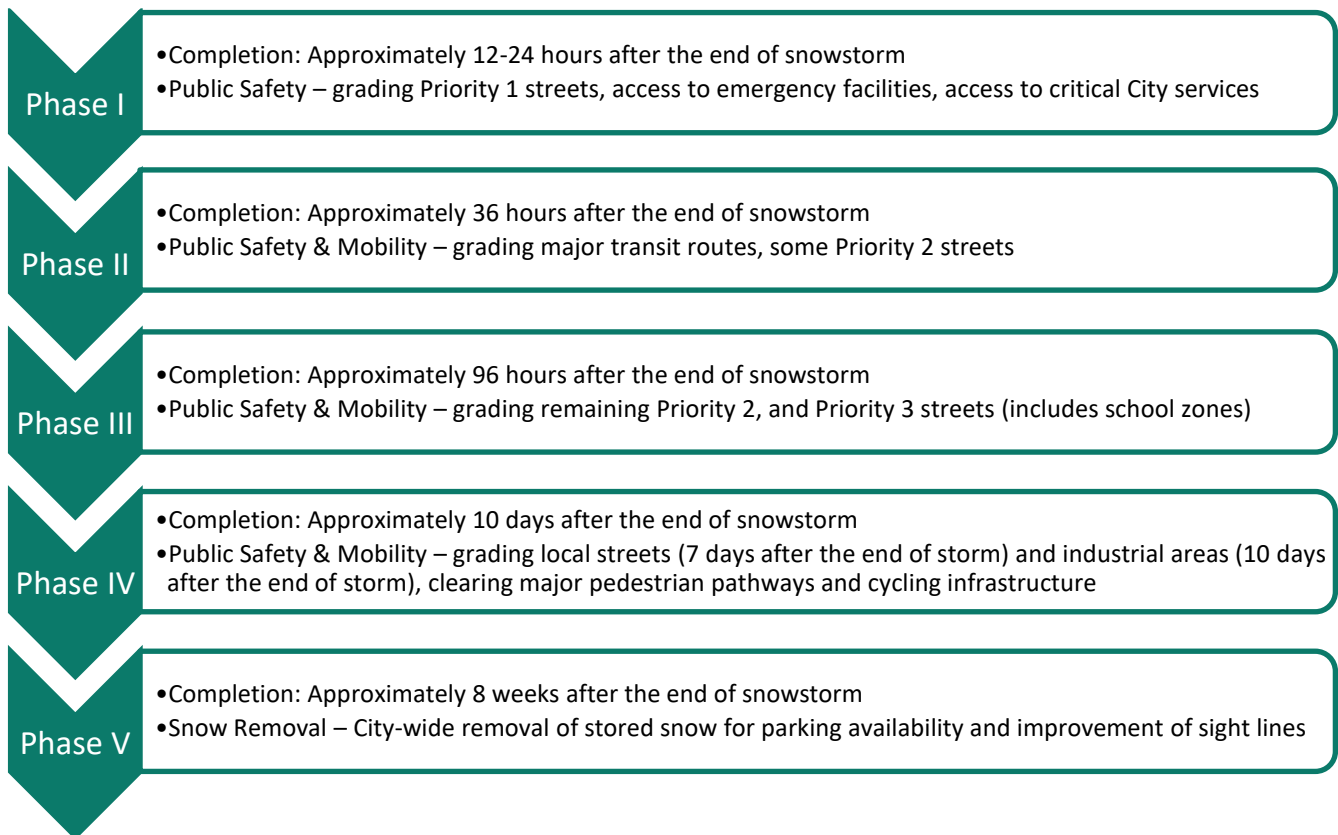 Phase I
•Completion: Approximately 12-24 hours after the end of snowstorm
•Public Safety – grading Priority 1 streets, access to emergency facilities, access to critical City services
Phase II
•Completion: Approximately 36 hours after the end of snowstorm
•Public Safety & Mobility – grading major transit routes, some Priority 2 streets
Phase III
•Completion: Approximately 96 hours after the end of snowstorm
•Public Safety & Mobility – grading remaining Priority 2, and Priority 3 streets (includes school zones)
Phase IV
•Completion: Approximately 10 days after the end of snowstorm
•Public Safety & Mobility – grading local streets (7 days after the end of storm) and industrial areas (10 days
after the end of storm), clearing major pedestrian pathways and cycling infrastructure
Phase V
•Completion: Approximately 8 weeks after the end of snowstorm
•Snow Removal – City-wide removal of stored snow for parking availability and improvement of sight lines